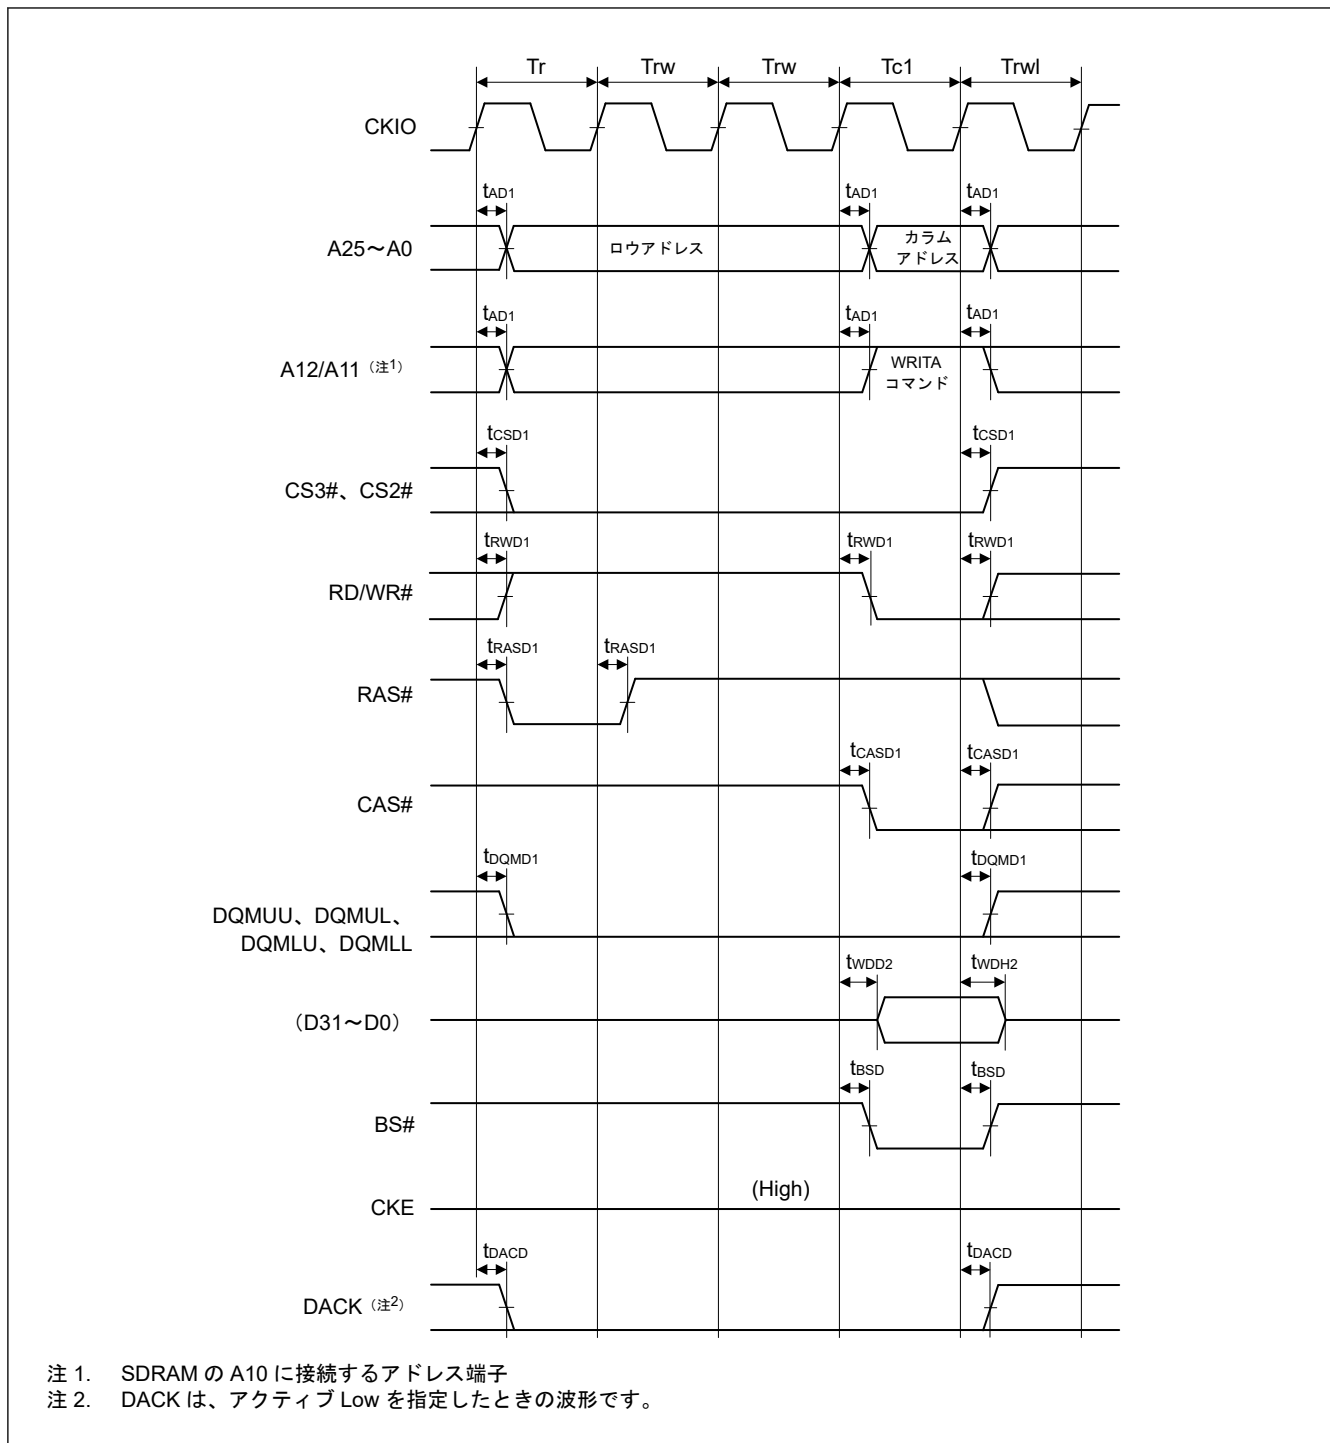 Tr Trw Trw Tc1 Trwl
CKIO
tAD1 tAD1 tAD1
A25～A0 ロウアドレス カラム
アドレス
tAD1 tAD1 tAD1
A12/A11（注1） WRITA
コマンド
tCSD1 tCSD1
CS3#、CS2#
tRWD1 tRWD1 tRWD1
RD/WR#
tRASD1 tRASD1
RAS#
tCASD1 tCASD1
CAS#
tDQMD1 tDQMD1
DQMUU、DQMUL、
DQMLU、DQMLL
tWDD2 tWDH2
（D31～D0）
tBSD tBSD
BS#
(High)
CKE
tDACD tDACD
DACK（注2）
注 1. SDRAM の A10 に接続するアドレス端子
注 2. DACK は、アクティブ Low を指定したときの波形です。